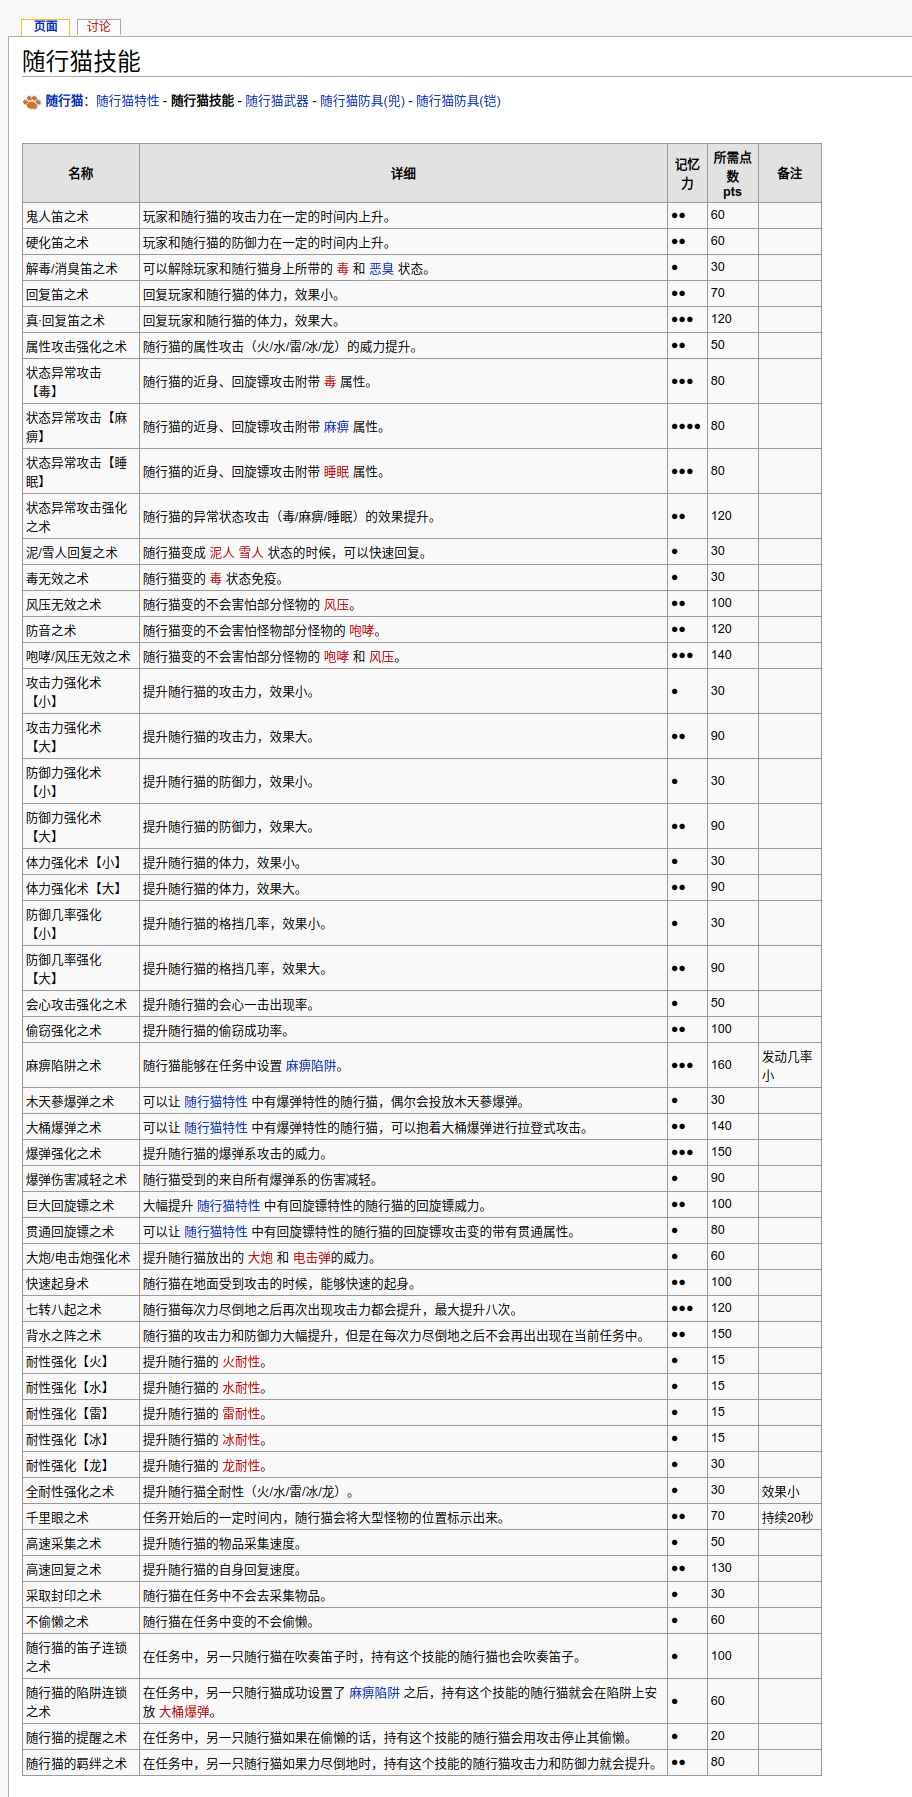 页面 讨论
随行猫技能
随行猫：随行猫特性 - 随行猫技能 - 随行猫武器 - 随行猫防具(兜) - 随行猫防具(铠)
名称 详细 记忆力 所需点数 pts 备注
鬼人笛之术 玩家和随行猫的攻击力在一定的时间内上升。 ●● 60
硬化笛之术 玩家和随行猫的防御力在一定的时间内上升。 ●● 60
解毒/消臭笛之术 可以解除玩家和随行猫身上所带的 毒 和 恶臭 状态。 ● 30
回复笛之术 回复玩家和随行猫的体力，效果小。 ●● 70
真·回复笛之术 回复玩家和随行猫的体力，效果大。 ●●● 120
属性攻击强化之术 随行猫的属性攻击（火/水/雷/冰/龙）的威力提升。 ●● 50
状态异常攻击【毒】 随行猫的近身、回旋镖攻击附带 毒 属性。 ●●● 80
状态异常攻击【麻痹】 随行猫的近身、回旋镖攻击附带 麻痹 属性。 ●●●● 80
状态异常攻击【睡眠】 随行猫的近身、回旋镖攻击附带 睡眠 属性。 ●●● 80
状态异常攻击强化之术 随行猫的异常状态攻击（毒/麻痹/睡眠）的效果提升。 ●● 120
泥/雪人回复之术 随行猫变成 泥人 雪人 状态的时候，可以快速回复。 ● 30
毒无效之术 随行猫变的 毒 状态免疫。 ● 30
风压无效之术 随行猫变的不会害怕部分怪物的 风压。 ●● 100
防音之术 随行猫变的不会害怕怪物部分怪物的 咆哮。 ●● 120
咆哮/风压无效之术 随行猫变的不会害怕部分怪物的 咆哮 和 风压。 ●●● 140
攻击力强化术【小】 提升随行猫的攻击力，效果小。 ● 30
攻击力强化术【大】 提升随行猫的攻击力，效果大。 ●● 90
防御力强化术【小】 提升随行猫的防御力，效果小。 ● 30
防御力强化术【大】 提升随行猫的防御力，效果大。 ●● 90
体力强化术【小】 提升随行猫的体力，效果小。 ● 30
体力强化术【大】 提升随行猫的体力，效果大。 ●● 90
防御几率强化【小】 提升随行猫的格挡几率，效果小。 ● 30
防御几率强化【大】 提升随行猫的格挡几率，效果大。 ●● 90
会心攻击强化之术 提升随行猫的会心一击出现率。 ● 50
偷窃强化之术 提升随行猫的偷窃成功率。 ●● 100
麻痹陷阱之术 随行猫能够在任务中设置 麻痹陷阱。 ●●● 160 发动几率小
木天蓼爆弹之术 可以让 随行猫特性 中有爆弹特性的随行猫，偶尔会投放木天蓼爆弹。 ● 30
大桶爆弹之术 可以让 随行猫特性 中有爆弹特性的随行猫，可以抱着大桶爆弹进行拉登式攻击。 ●● 140
爆弹强化之术 提升随行猫的爆弹系攻击的威力。 ●●● 150
爆弹伤害减轻之术 随行猫受到的来自所有爆弹系的伤害减轻。 ● 90
巨大回旋镖之术 大幅提升 随行猫特性 中有回旋镖特性的随行猫的回旋镖威力。 ●● 100
贯通回旋镖之术 可以让 随行猫特性 中有回旋镖特性的随行猫的回旋镖攻击变的带有贯通属性。 ● 80
大炮/电击炮强化术 提升随行猫放出的 大炮 和 电击弹的威力。 ● 60
快速起身术 随行猫在地面受到攻击的时候，能够快速的起身。 ●● 100
七转八起之术 随行猫每次力尽倒地之后再次出现攻击力都会提升，最大提升八次。 ●●● 120
背水之阵之术 随行猫的攻击力和防御力大幅提升，但是在每次力尽倒地之后不会再出出现在当前任务中。 ●● 150
耐性强化【火】 提升随行猫的 火耐性。 ● 15
耐性强化【水】 提升随行猫的 水耐性。 ● 15
耐性强化【雷】 提升随行猫的 雷耐性。 ● 15
耐性强化【冰】 提升随行猫的 冰耐性。 ● 15
耐性强化【龙】 提升随行猫的 龙耐性。 ● 30
全耐性强化之术 提升随行猫全耐性（火/水/雷/冰/龙）。 ● 30 效果小
千里眼之术 任务开始后的一定时间内，随行猫会将大型怪物的位置标示出来。 ●● 70 持续20秒
高速采集之术 提升随行猫的物品采集速度。 ● 50
高速回复之术 提升随行猫的自身回复速度。 ●● 130
采取封印之术 随行猫在任务中不会去采集物品。 ● 30
不偷懒之术 随行猫在任务中变的不会偷懒。 ● 60
随行猫的笛子连锁之术 在任务中，另一只随行猫在吹奏笛子时，持有这个技能的随行猫也会吹奏笛子。 ● 100
随行猫的陷阱连锁之术 在任务中，另一只随行猫成功设置了 麻痹陷阱 之后，持有这个技能的随行猫就会在陷阱上安放 大桶爆弹。 ● 60
随行猫的提醒之术 在任务中，另一只随行猫如果在偷懒的话，持有这个技能的随行猫会用攻击停止其偷懒。 ● 20
随行猫的羁绊之术 在任务中，另一只随行猫如果力尽倒地时，持有这个技能的随行猫攻击力和防御力就会提升。 ●● 80